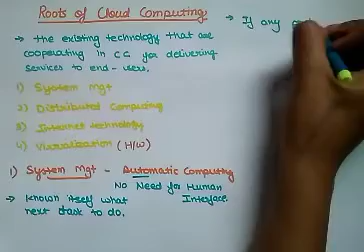 Roots of Cloud Computing
→ the existing technology that are
cooperating in CC for delivering
services to end-users.
1) System Mgt
2) Distributed Computing
3) Internet technology
4) Virtualization (H/W)
1) System Mgt - Automatic Computing
No Need for Human
Interface
→ Known itself what
next task to do.
→ If any